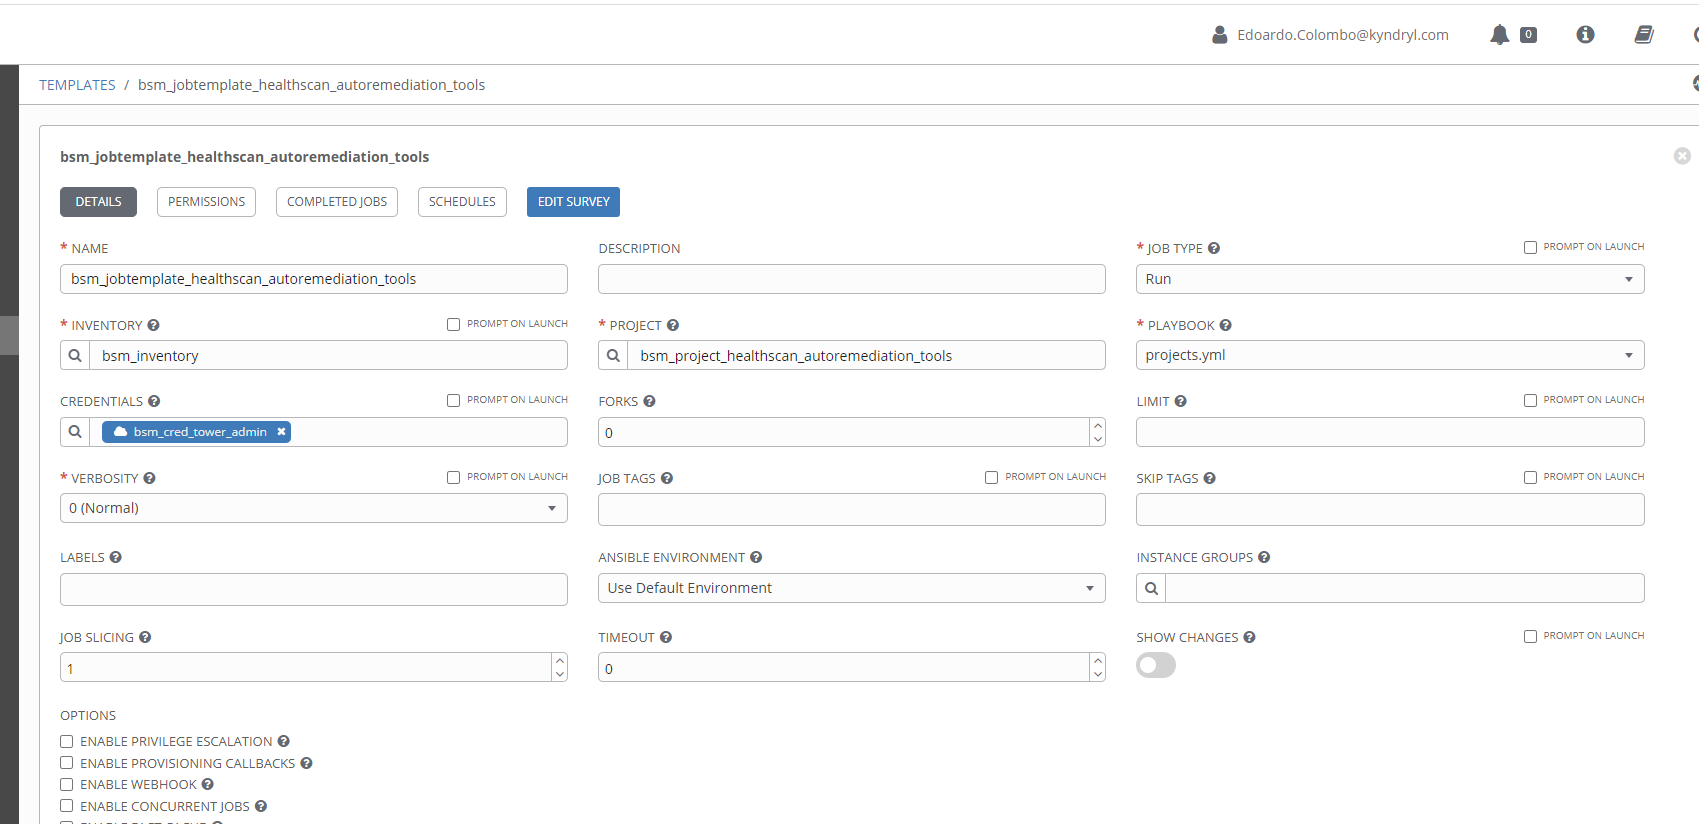 Edoardo.Colombo@kyndryl.com 0
TEMPLATES / bsm_jobtemplate_healthscan_autoremediation_tools
bsm_jobtemplate_healthscan_autoremediation_tools
DETAILS PERMISSIONS COMPLETED JOBS SCHEDULES EDIT SURVEY
* NAME DESCRIPTION * JOB TYPE PROMPT ON LAUNCH
bsm_jobtemplate_healthscan_autoremediation_tools Run
* INVENTORY PROMPT ON LAUNCH * PROJECT * PLAYBOOK
bsm_inventory bsm_project_healthscan_autoremediation_tools projects.yml
CREDENTIALS PROMPT ON LAUNCH FORKS LIMIT PROMPT ON LAUNCH
bsm_cred_tower_admin 0
* VERBOSITY PROMPT ON LAUNCH JOB TAGS PROMPT ON LAUNCH SKIP TAGS PROMPT ON LAUNCH
0 (Normal)
LABELS ANSIBLE ENVIRONMENT INSTANCE GROUPS
Use Default Environment
JOB SLICING TIMEOUT SHOW CHANGES PROMPT ON LAUNCH
1 0
OPTIONS
ENABLE PRIVILEGE ESCALATION
ENABLE PROVISIONING CALLBACKS
ENABLE WEBHOOK
ENABLE CONCURRENT JOBS